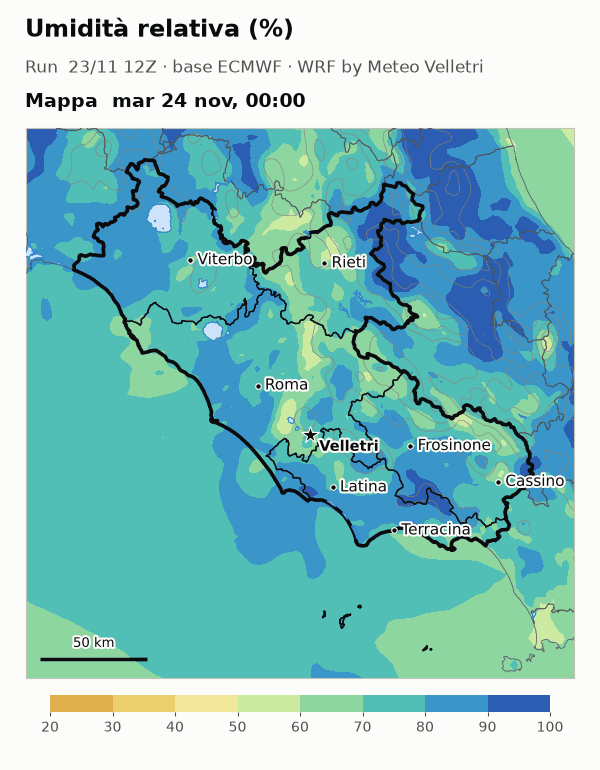 Umidità relativa (%)
Run  23/11 12Z · base ECMWF · WRF by Meteo Velletri
Mappa  mar 24 nov, 00:00
Viterbo
Rieti
Roma
Velletri
Frosinone
Cassino
Latina
Terracina
50 km
20 30 40 50 60 70 80 90 100